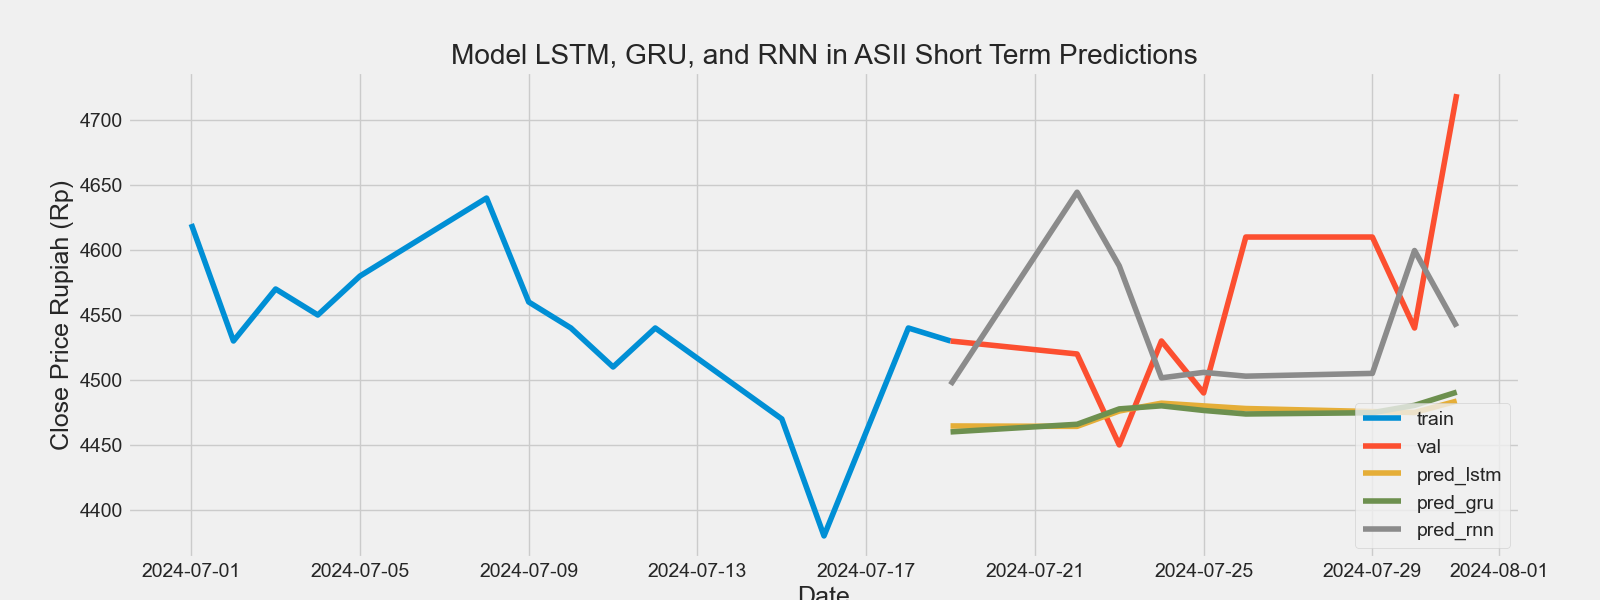 Model LSTM, GRU, and RNN in ASII Short Term Predictions
Close Price Rupiah (Rp)
4700
4650
4600
4550
4500
4450
4400
train
val
pred_lstm
pred_gru
pred_rnn
2024-07-01 2024-07-05 2024-07-09 2024-07-13 2024-07-17 2024-07-21 2024-07-25 2024-07-29 2024-08-01
Date